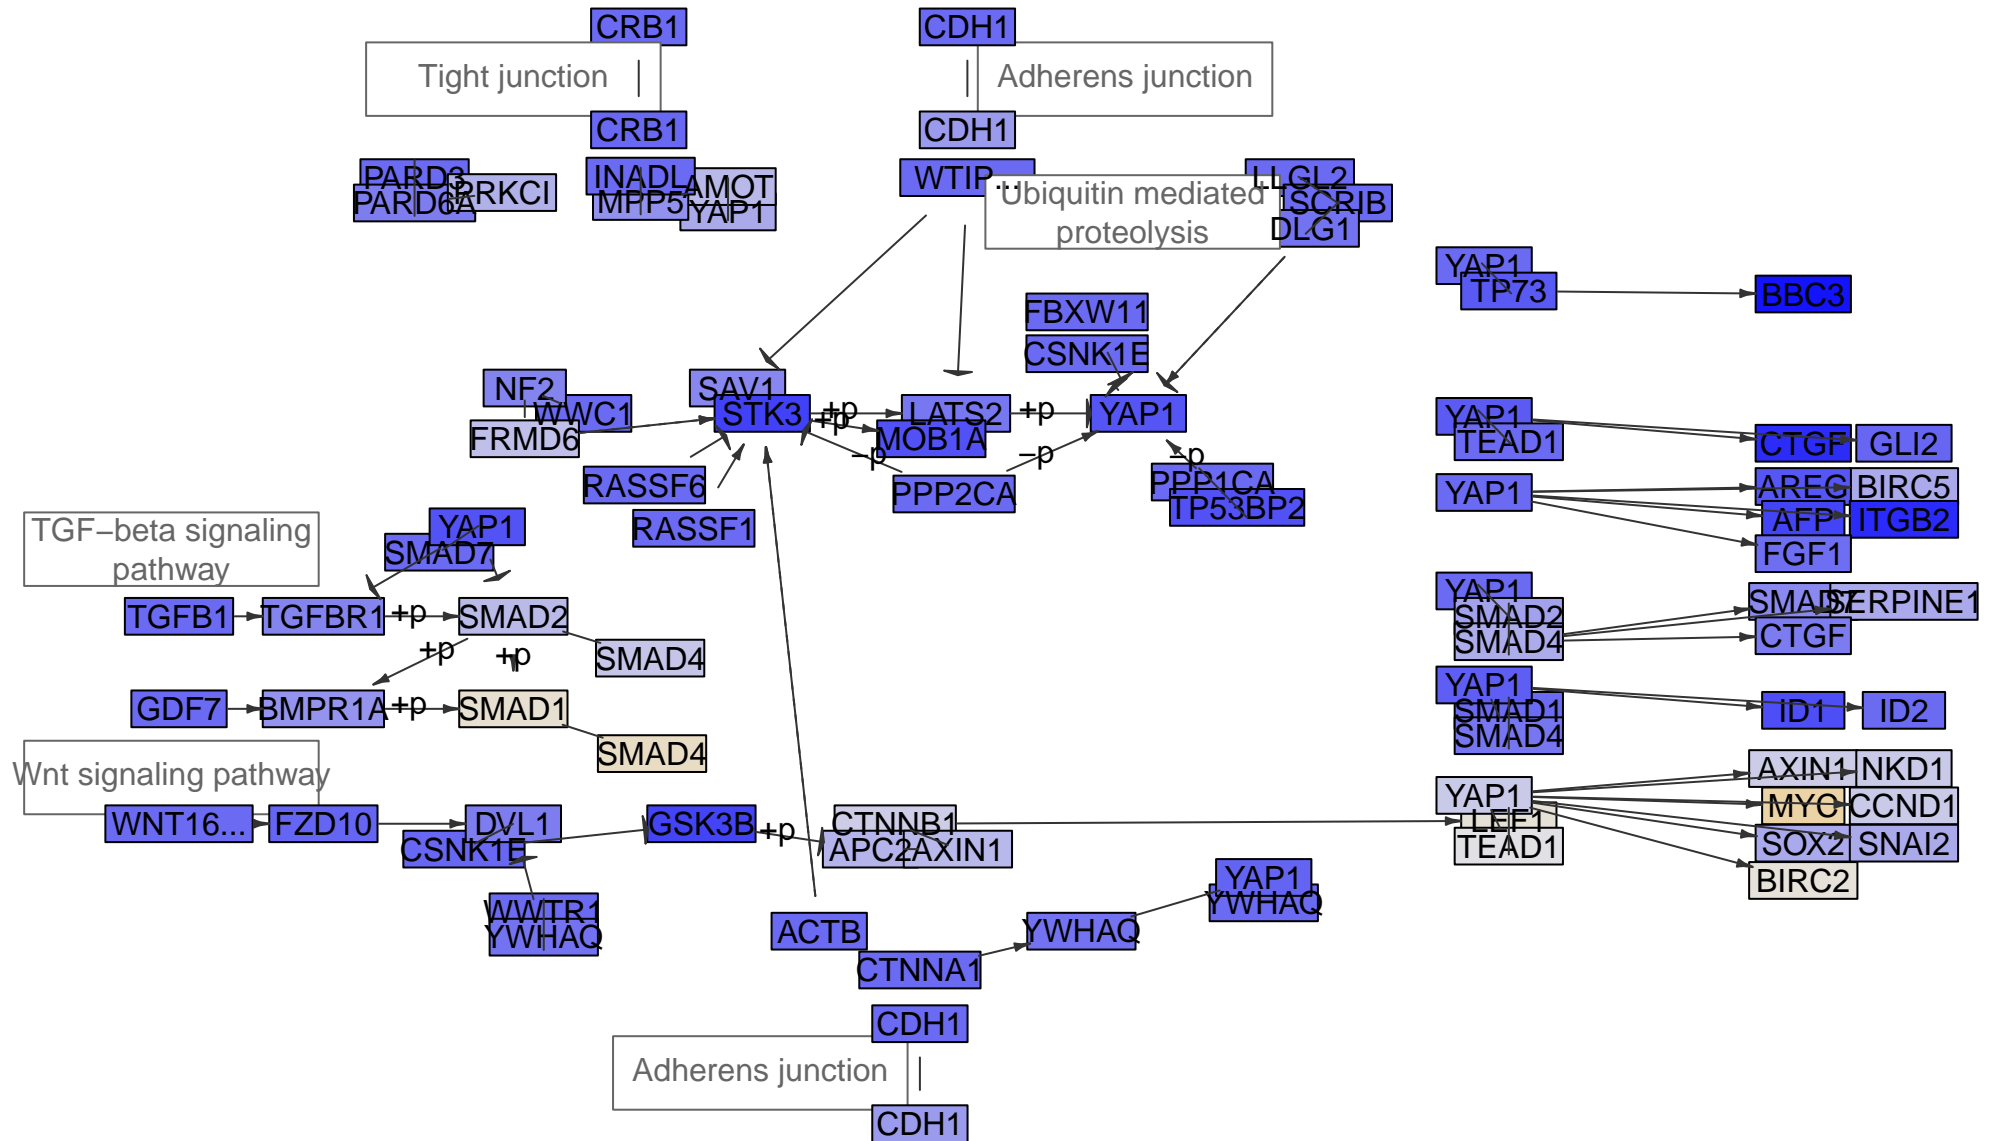 CRB1
CDH1
Tight junction
Adherens junction
CRB1
CDH1
PARD3
PARD6A
PRKCI
INADL
MPP5
AMOT
YAP1
WTIP...
Ubiquitin mediated
proteolysis
LLGL2
SCRIB
DLG1
YAP1
TP73
BBC3
FBXW11
CSNK1E
NF2
WWC1
FRMD6
SAV1
STK3
+p
+p
LATS2
MOB1A
+p
YAP1
YAP1
TEAD1
CTGF
GLI2
RASSF6
RASSF1
−p
PPP2CA
−p
−p
PPP1CA
TP53BP2
YAP1
AREG
BIRC5
AFP
ITGB2
FGF1
TGF−beta signaling
pathway
YAP1
SMAD7
TGFB1
TGFBR1
+p
SMAD2
SMAD4
+p
+p
YAP1
SMAD2
SMAD4
SMAD7
SERPINE1
CTGF
GDF7
BMPR1A
+p
SMAD1
SMAD4
YAP1
SMAD1
SMAD4
ID1
ID2
Wnt signaling pathway
WNT16...
FZD10
DVL1
CSNK1E
GSK3B
+p
CTNNB1
APC2
AXIN1
YAP1
LEF1
TEAD1
AXIN1
NKD1
MYC
CCND1
SOX2
SNAI2
BIRC2
WWTR1
YWHAQ
ACTB
CTNNA1
YWHAQ
YAP1
YWHAQ
CDH1
Adherens junction
CDH1